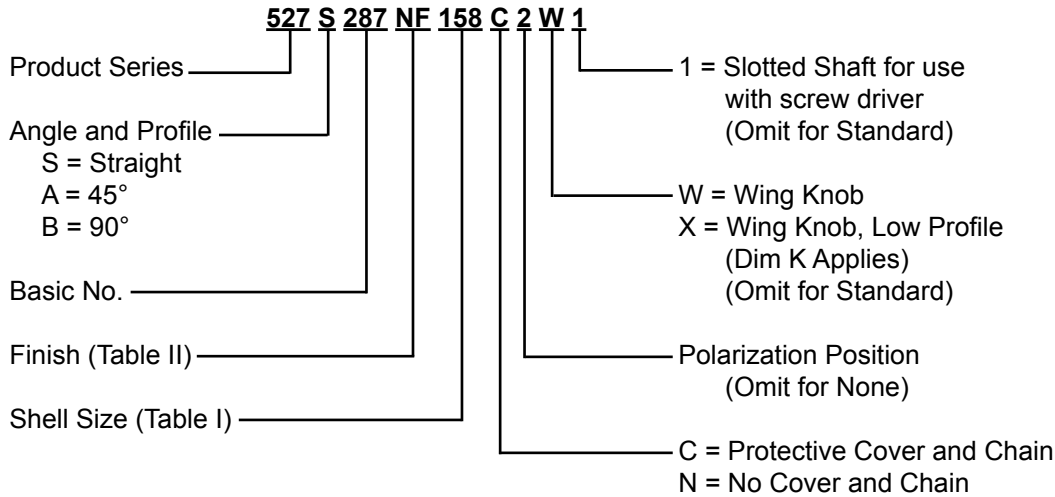 527 S 287 NF 158 C 2 W 1
Product Series
Angle and Profile
S = Straight
A = 45°
B = 90°
Basic No.
Finish (Table II)
Shell Size (Table I)
1 = Slotted Shaft for use
with screw driver
(Omit for Standard)
W = Wing Knob
X = Wing Knob, Low Profile
(Dim K Applies)
(Omit for Standard)
Polarization Position
(Omit for None)
C = Protective Cover and Chain
N = No Cover and Chain